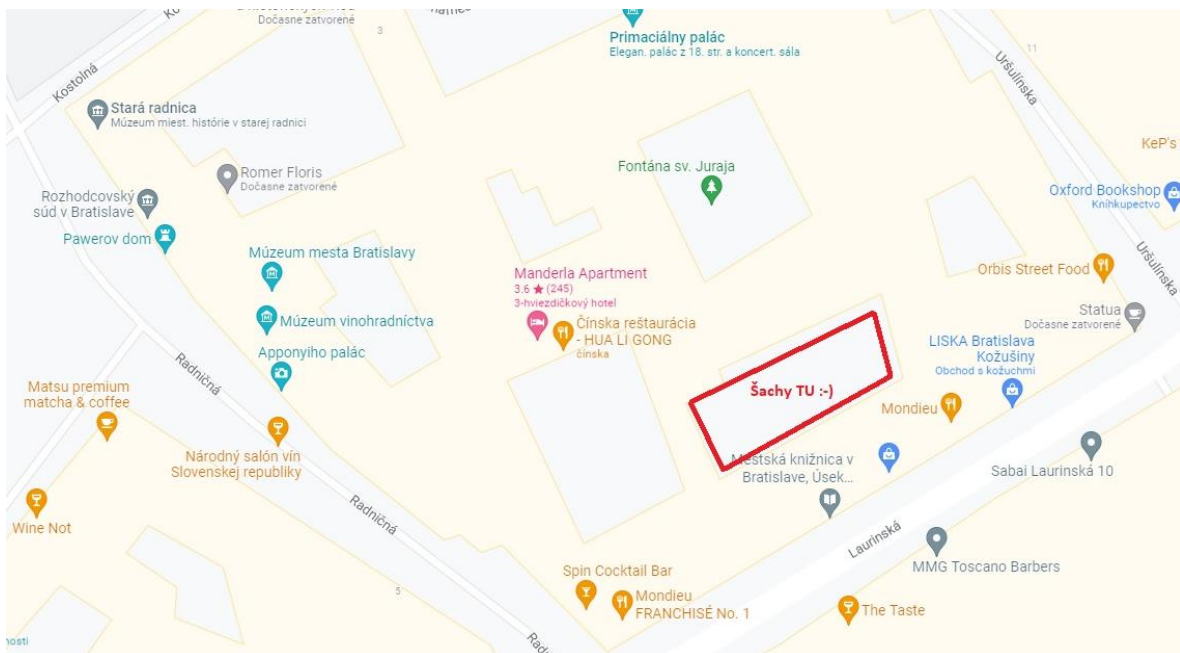 Dočasne zatvorené
3
Primaciálny palác
Elegan. palác z 18. str. a koncert. sála
11
Uršulínska
Kostolná
Stará radnica
Múzeum miest. histórie v starej radnici
KeP's
Fontána sv. Juraja
Romer Floris
Dočasne zatvorené
Oxford Bookshop
Kníhkupectvo
Rozhodcovský
súd v Bratislave
Pawerov dom
Uršulínska
Múzeum mesta Bratislavy
Orbis Street Food
Manderla Apartment
3.6 ★ (245)
3-hviezdičkový hotel
Statua
Dočasne zatvorené
Múzeum vinohradníctva
Čínska reštaurácia
- HUA LI GONG
čínska
LISKA Bratislava
Kožušiny
Obchod s kožuchmi
Radničná
Apponyiho palác
Šachy TU :-)
Matsu premium
matcha & coffee
Mondieu
Národný salón vín
Slovenskej republiky
Mestská knižnica v
Bratislave, Úsek...
Sabai Laurinská 10
Radničná
Wine Not
Laurinská
MMG Toscano Barbers
Spin Cocktail Bar
5
Mondieu
FRANCHISÉ No. 1
The Taste